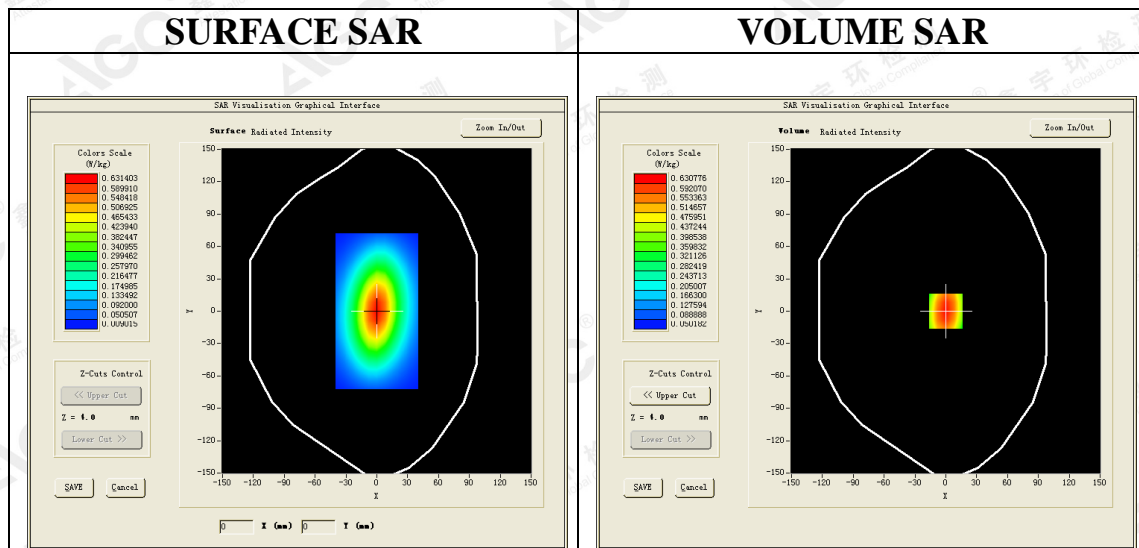 SURFACE SAR
VOLUME SAR
SAR Visualisation Graphical Interface
Surface Radiated Intensity
Zoom In/Out
Colors Scale
(W/kg)
0.631403
0.589910
0.548418
0.506925
0.465433
0.423940
0.382447
0.340955
0.299462
0.257970
0.216477
0.174985
0.133492
0.092000
0.050507
0.009015
150
120
90
60
30
0
-30
-60
-90
-120
-150
Y
-150 -120 -90 -60 -30 0 30 60 90 120 150
X
Z-Cuts Control
<< Upper Cut
Z = 4.0 mm
Lower Cut >>
SAVE Cancel
0 X (mm) 0 Y (mm)
SAR Visualisation Graphical Interface
Volume Radiated Intensity
Zoom In/Out
Colors Scale
(W/kg)
0.630776
0.592070
0.553363
0.514657
0.475951
0.437244
0.398538
0.359832
0.321126
0.282419
0.243713
0.205007
0.166300
0.127594
0.088888
0.050182
150
120
90
60
30
0
-30
-60
-90
-120
-150
Y
-150 -120 -90 -60 -30 0 30 60 90 120 150
X
Z-Cuts Control
<< Upper Cut
Z = 4.0 mm
Lower Cut >>
SAVE Cancel